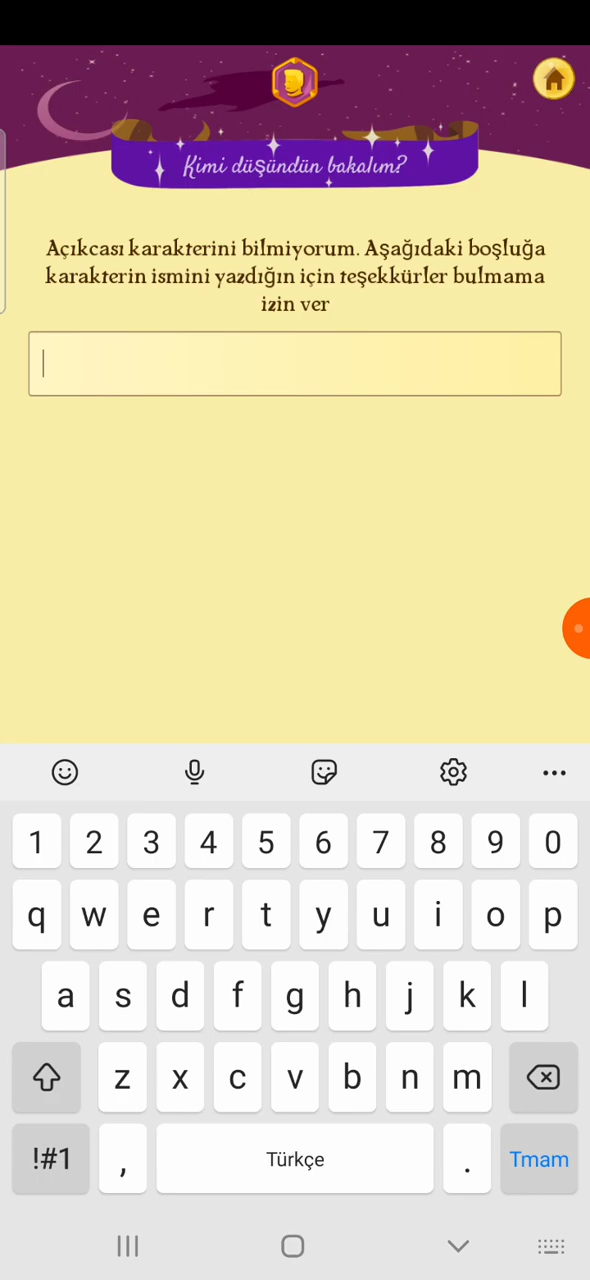 Kimi düşündün bakalım?
Açıkcası karakterini bilmiyorum. Aşağıdaki boşluğa
karakterin ismini yazdığın için teşekkürler bulmama
izin ver
1 2 3 4 5 6 7 8 9 0
q w e r t y u i o p
a s d f g h j k l
z x c v b n m
!#1 , Türkçe . Tmam